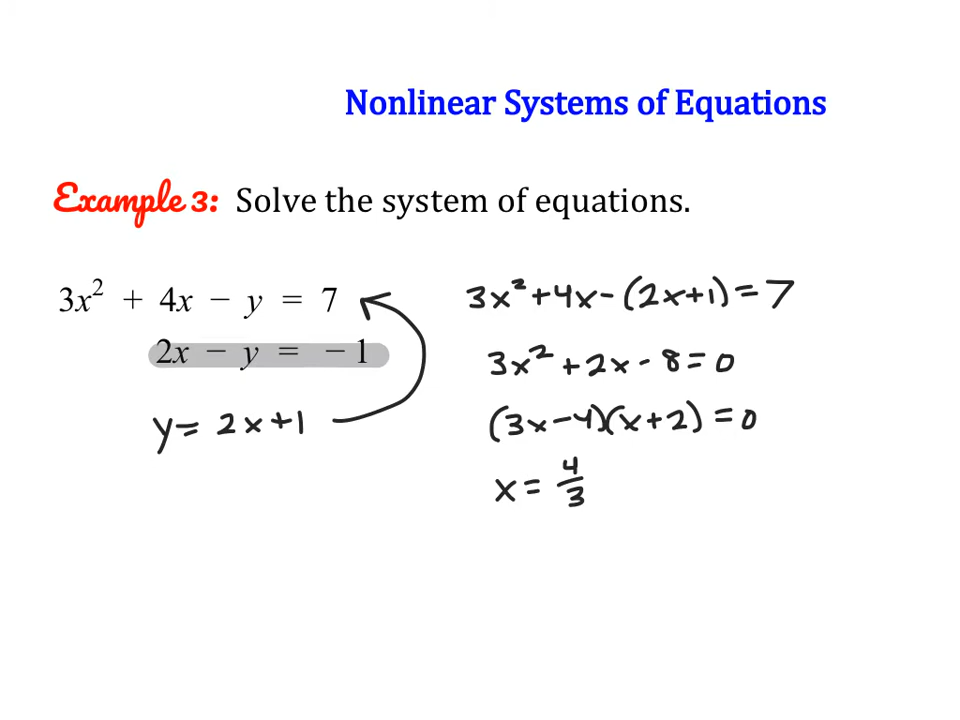 Nonlinear Systems of Equations
Example 3: Solve the system of equations.
3x² + 4x − y = 7
2x − y = −1
y = 2x+1
3x²+4x−(2x+1)=7
3x²+2x−8=0
(3x−4)(x+2)=0
x = 4/3